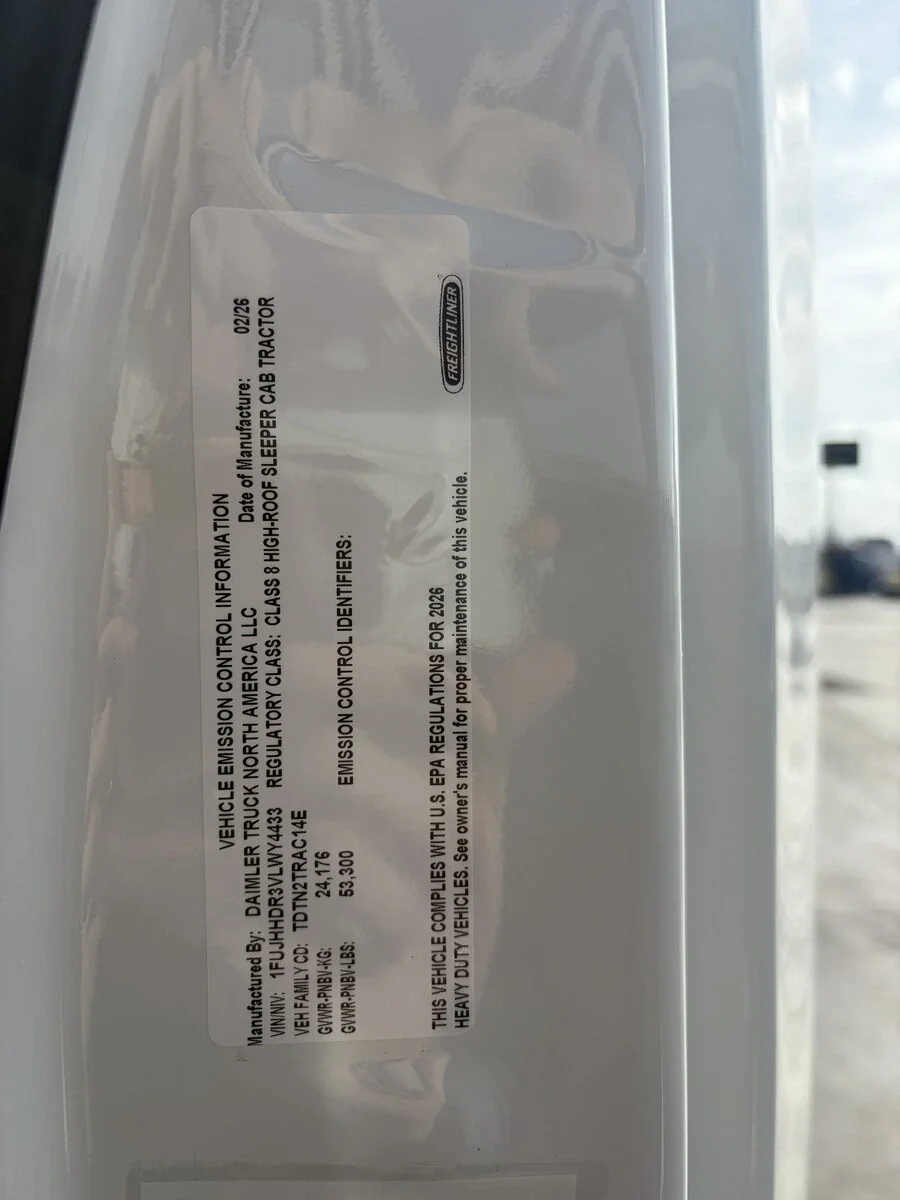 VEHICLE EMISSION CONTROL INFORMATION
Manufactured By: DAIMLER TRUCK NORTH AMERICA LLC Date of Manufacture: 02/26
VIN/NIV: 1FUJHHDR3VLWY4433 REGULATORY CLASS: CLASS 8 HIGH-ROOF SLEEPER CAB TRACTOR
VEH FAMILY CD: TDTN2TRAC14E
GVWR-PNBV-KG: 24,176
GVWR-PNBV-LBS: 53,300 EMISSION CONTROL IDENTIFIERS:
THIS VEHICLE COMPLIES WITH U.S. EPA REGULATIONS FOR 2026
HEAVY DUTY VEHICLES. See owner's manual for proper maintenance of this vehicle.
FREIGHTLINER